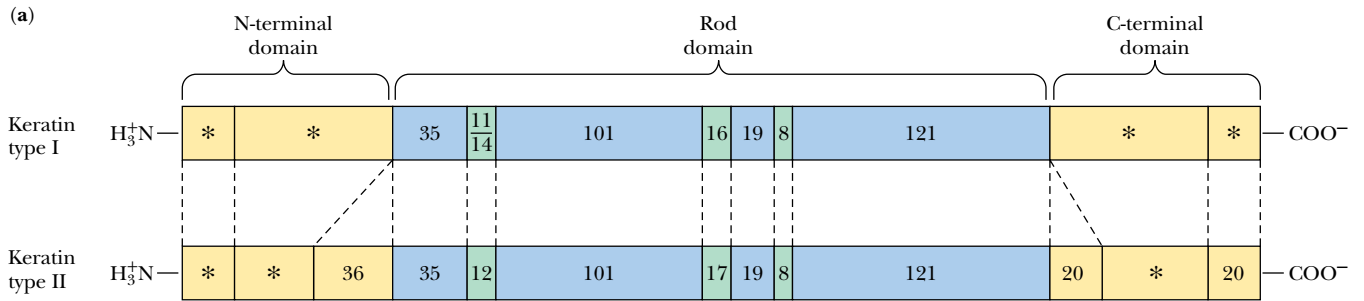 (a)
N-terminal domain
Rod domain
C-terminal domain
Keratin type I
H₃⁺N— * * 35 11/14 101 16 19 8 121 * * —COO⁻
Keratin type II
H₃⁺N— * * 36 35 12 101 17 19 8 121 20 * 20 —COO⁻